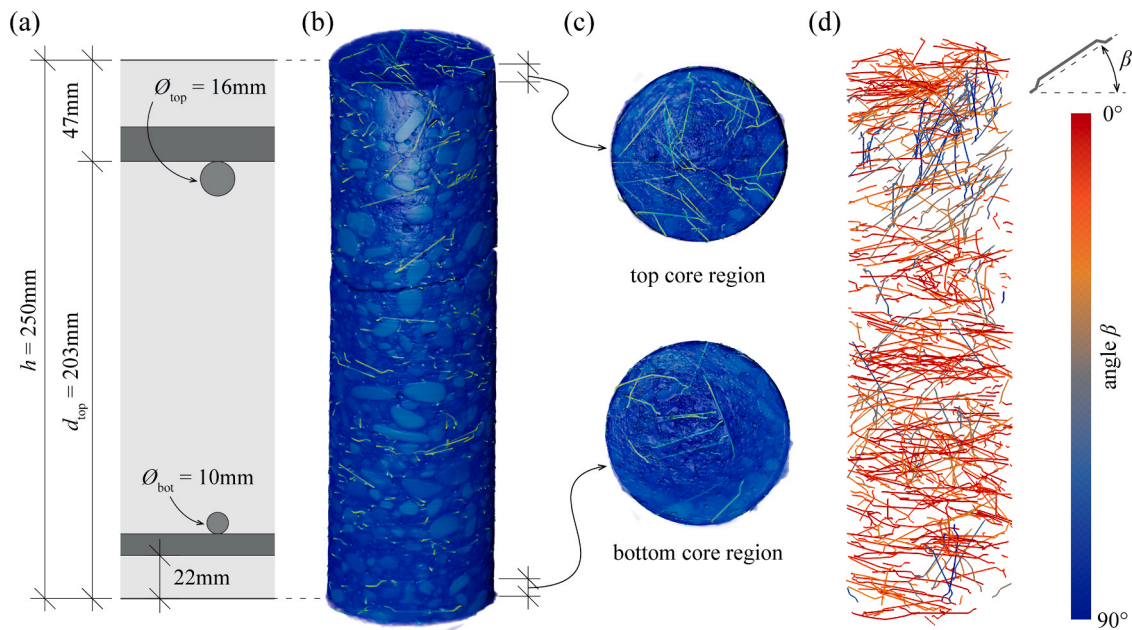 (a)
(b)
(c)
(d)
Ø_top = 16mm
47mm
h = 250mm
d_top = 203mm
Ø_bot = 10mm
22mm
top core region
bottom core region
β
0°
angle β
90°